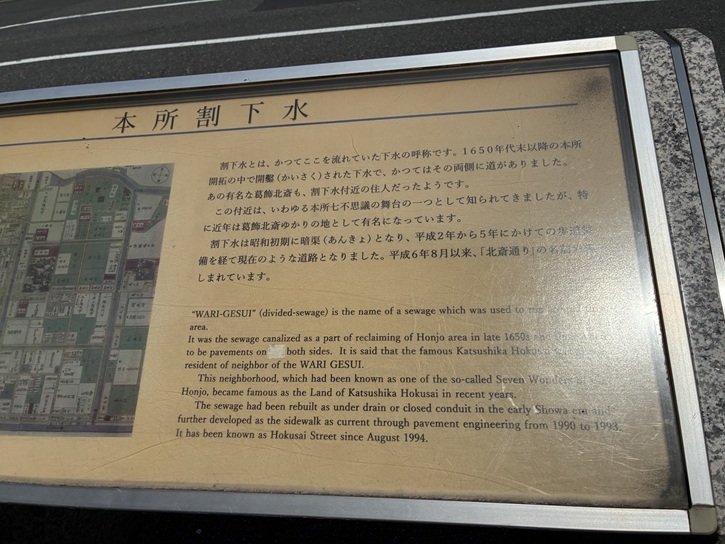 本所割下水
割下水とは、かつてここを流れていた下水の呼称です。1650年代末以降の本所
開拓の中で開鑿(かいさく)された下水で、かつてはその両側に道がありました。
あの有名な葛飾北斎も、割下水付近の住人だったようです。
この付近は、いわゆる本所七不思議の舞台の一つとして知られてきましたが、特
に近年は葛飾北斎ゆかりの地として有名になっています。
割下水は昭和初期に暗渠(あんきょ)となり、平成2年から5年にかけての歩道整
備を経て現在のような道路となりました。平成6年8月以来、「北斎通り」の名
しまれています。
"WARI-GESUI" (divided-sewage) is the name of a sewage which was used to run
area.
It was the sewage canalized as a part of reclaiming of Honjo area in late 1650s and
to be pavements on both sides. It is said that the famous Katsushika Hokusai
resident of neighbor of the WARI GESUI.
This neighborhood, which had been known as one of the so-called Seven Wonders of
Honjo, became famous as the Land of Katsushika Hokusai in recent years.
The sewage had been rebuilt as under drain or closed conduit in the early Showa era and
further developed as the sidewalk as current through pavement engineering from 1990 to 1993.
It has been known as Hokusai Street since August 1994.